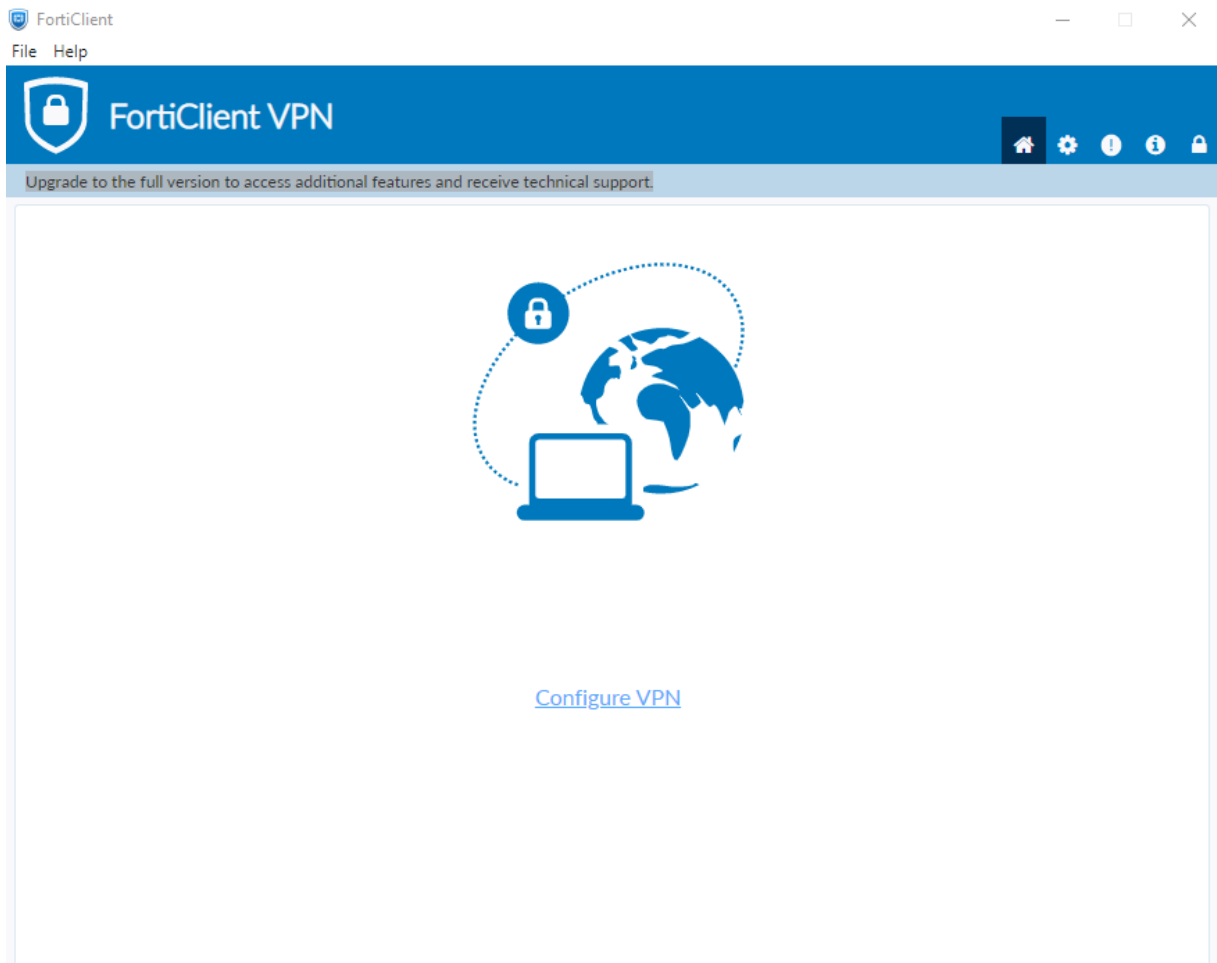 FortiClient
File Help
FortiClient VPN
Upgrade to the full version to access additional features and receive technical support.
Configure VPN